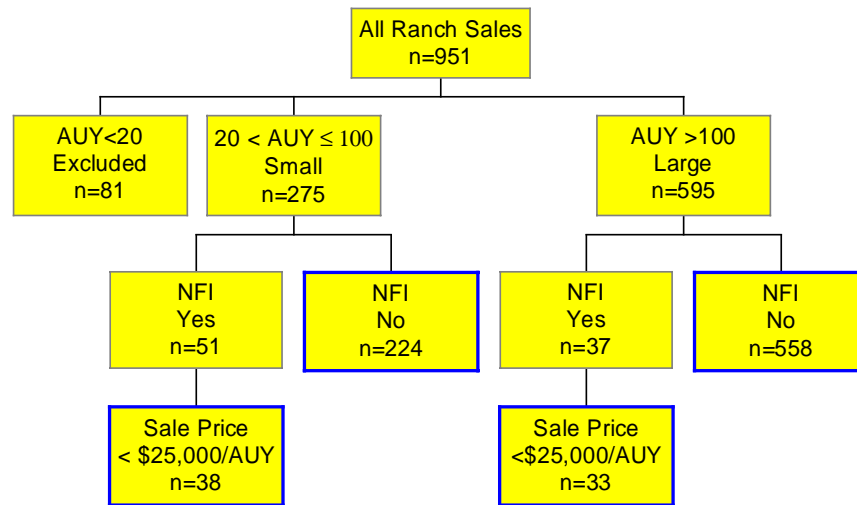 All Ranch Sales
n=951
AUY<20
Excluded
n=81
20 < AUY ≤ 100
Small
n=275
AUY >100
Large
n=595
NFI
Yes
n=51
NFI
No
n=224
NFI
Yes
n=37
NFI
No
n=558
Sale Price
< $25,000/AUY
n=38
Sale Price
<$25,000/AUY
n=33